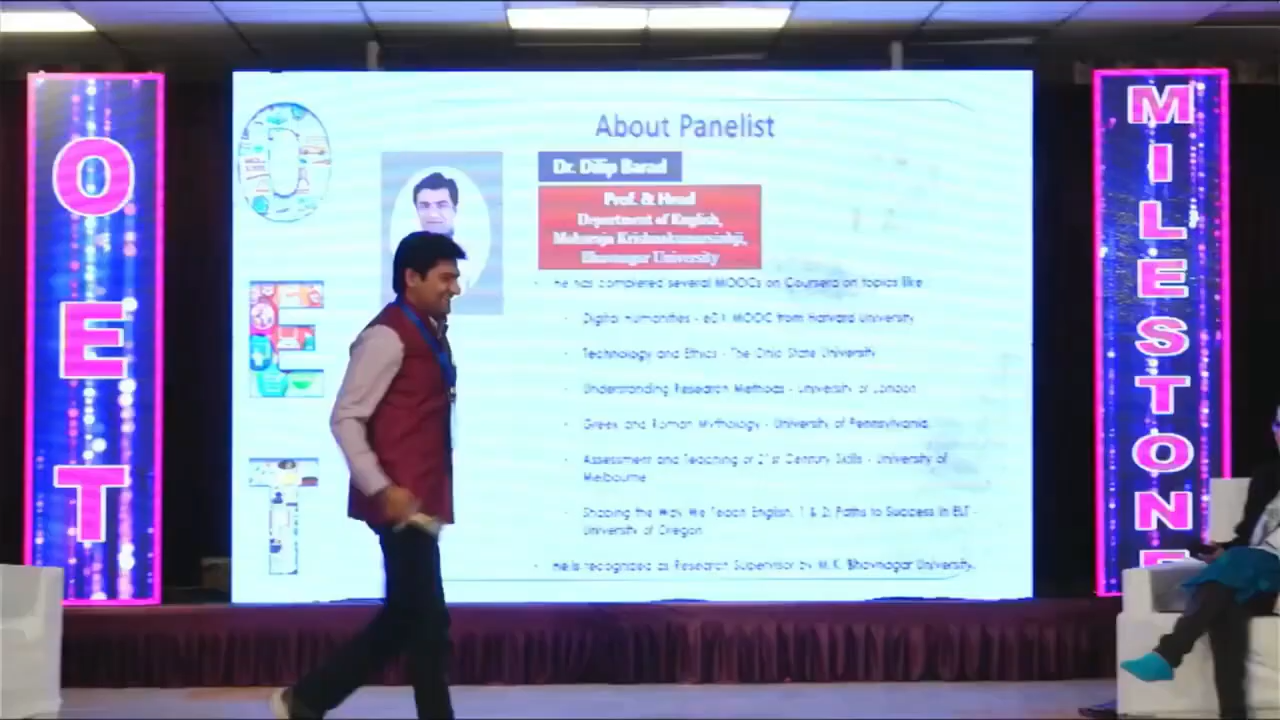 OET
About Panelist
Dr. Dilip Barad
Prof. & Head
Department of English,
Maharaja Krishnakumarsinhji,
Bhavnagar University
He has completed several MOOCs on Coursera on topics like
Digital Humanities - edX MOOC from Harvard University
Technology and Ethics - The Ohio State University
Understanding Research Methods - University of London
Greek and Roman Mythology - University of Pennsylvania
Assessment and Teaching of 21st Century Skills - University of
Melbourne
Shaping the Way We Teach English, 1 & 2: Paths to Success in ELT -
University of Oregon
He is recognized as Research Supervisor by M.K. Bhavnagar University.
OET
MILESTONE